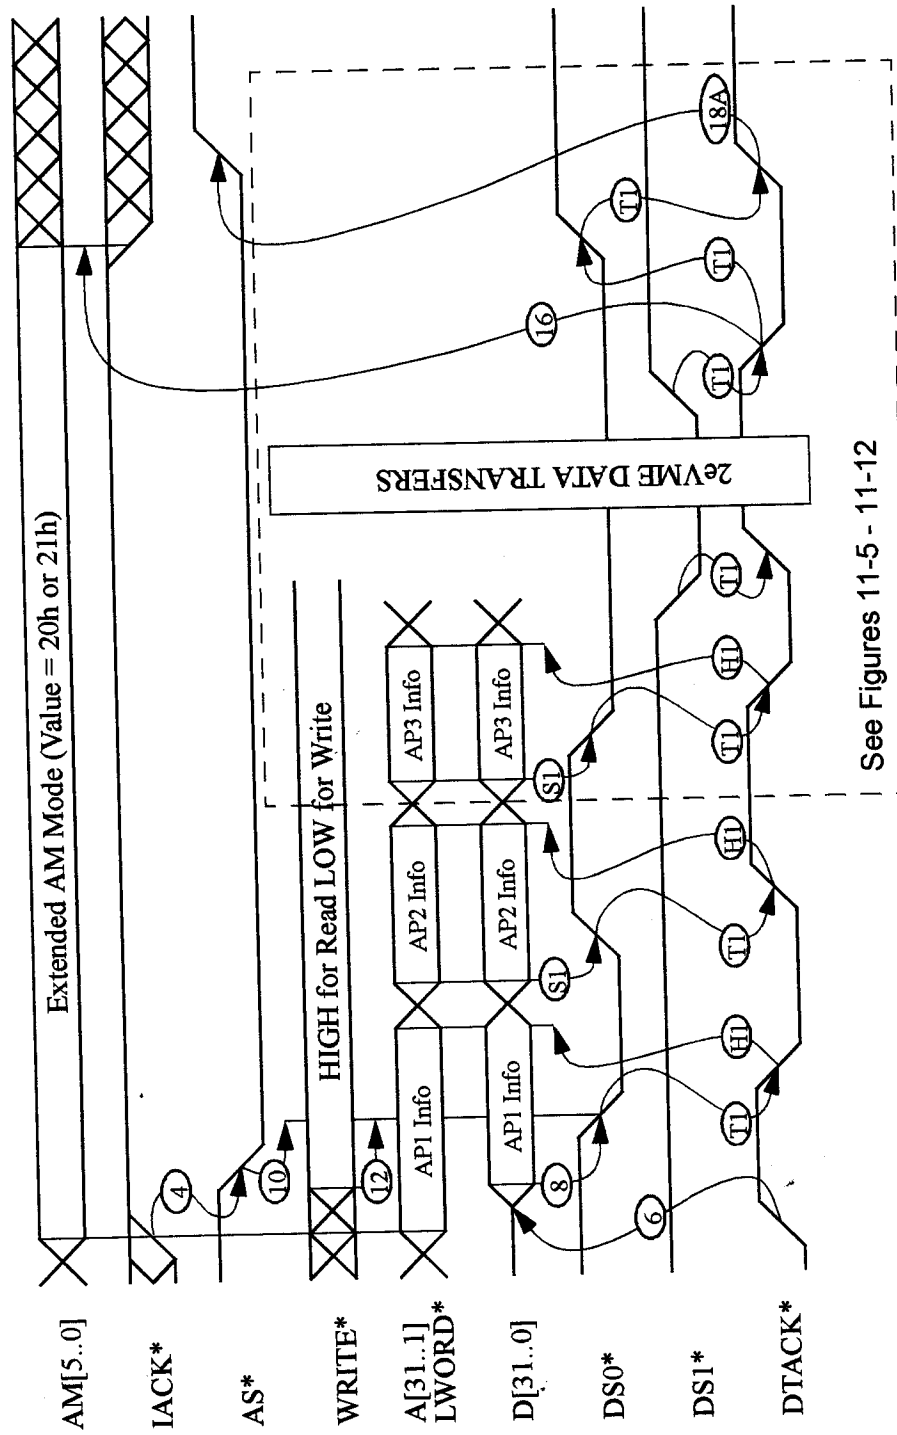 AM[5..0]
Extended AM Mode (Value = 20h or 21h)
IACK*
4
16
18A
AS*
10
WRITE*
HIGH for Read LOW for Write
12
A[31..1]
LWORD*
AP1 Info
AP2 Info
AP3 Info
D[31..0]
AP1 Info
AP2 Info
AP3 Info
8
S1
S1
2eVME DATA TRANSFERS
DS0*
6
T1
DS1*
T1
H1
T1
H1
T1
H1
T1
T1
T1
DTACK*
See Figures 11-5 - 11-12